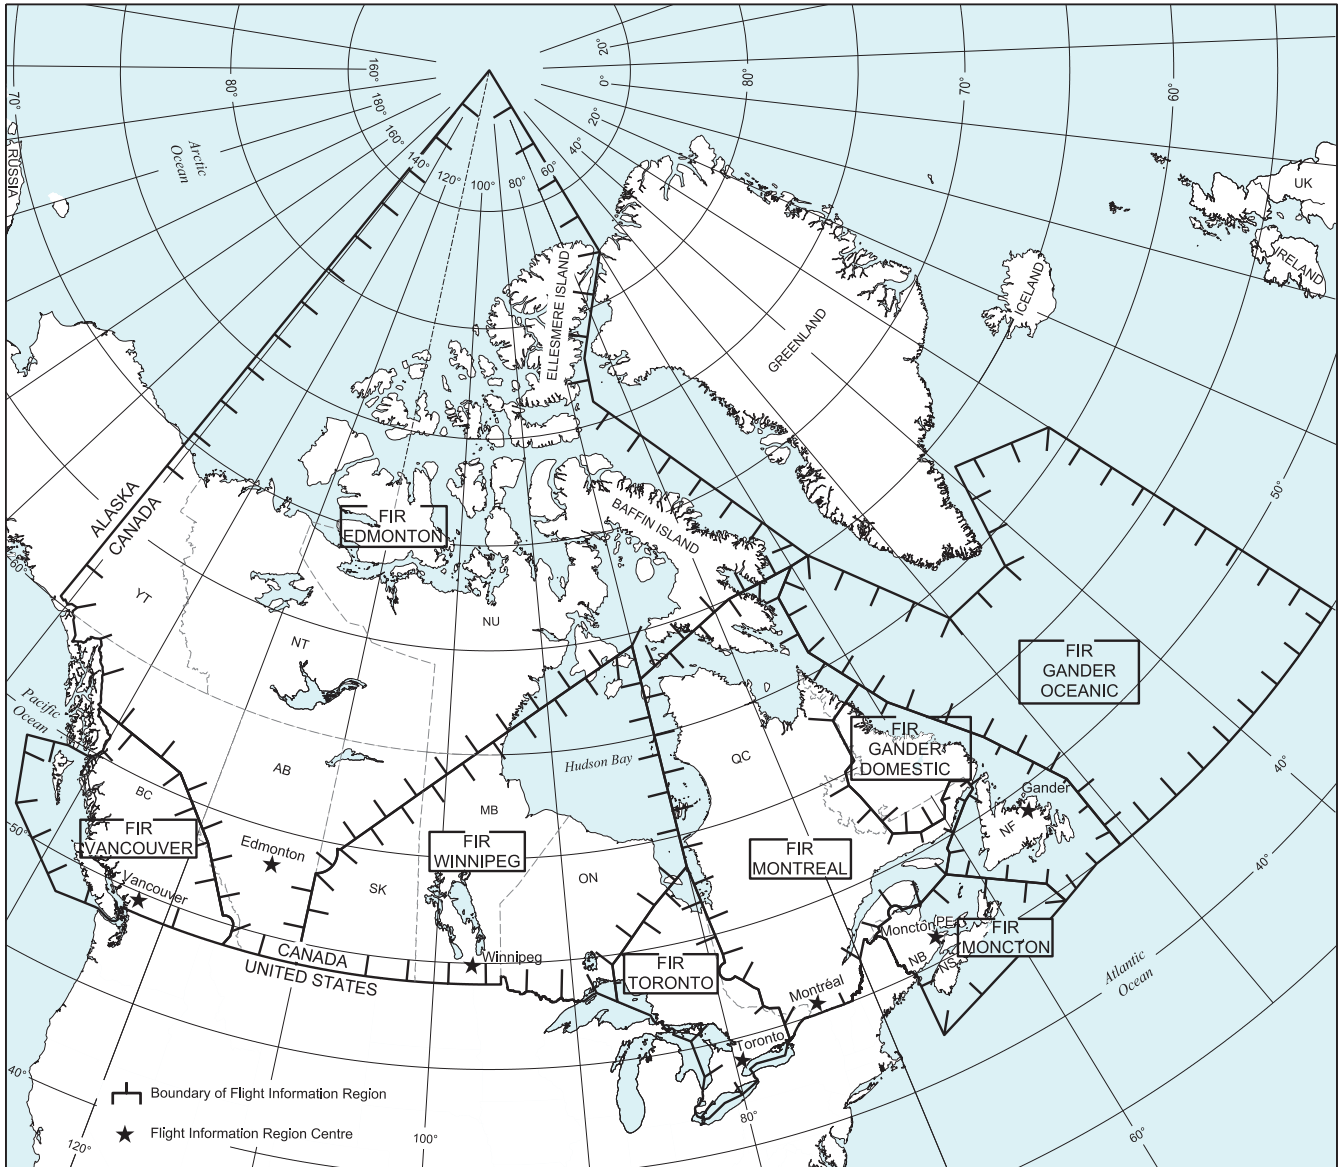 160°
180°
160°
140°
120°
100°
80°
60°
40°
20°
0°
20°
80°
70°
80°
70°
60°
Arctic
Ocean
RUSSIA
UK
IRELAND
ICELAND
GREENLAND
ELLESMERE ISLAND
BAFFIN ISLAND
ALASKA
CANADA
FIR
EDMONTON
50°
60°
YT
NT
NU
FIR
GANDER
OCEANIC
Pacific
Ocean
FIR
GANDER
DOMESTIC
Hudson Bay
QC
AB
BC
MB
40°
Gander
NF
50°
FIR
VANCOUVER
Edmonton
FIR
WINNIPEG
FIR
MONTREAL
40°
Vancouver
SK
ON
Moncton
PE
FIR
MONCTON
NB
NS
CANADA
UNITED STATES
Winnipeg
FIR
TORONTO
Montréal
Atlantic
Ocean
Toronto
40°
Boundary of Flight Information Region
Flight Information Region Centre
120°
100°
80°
60°